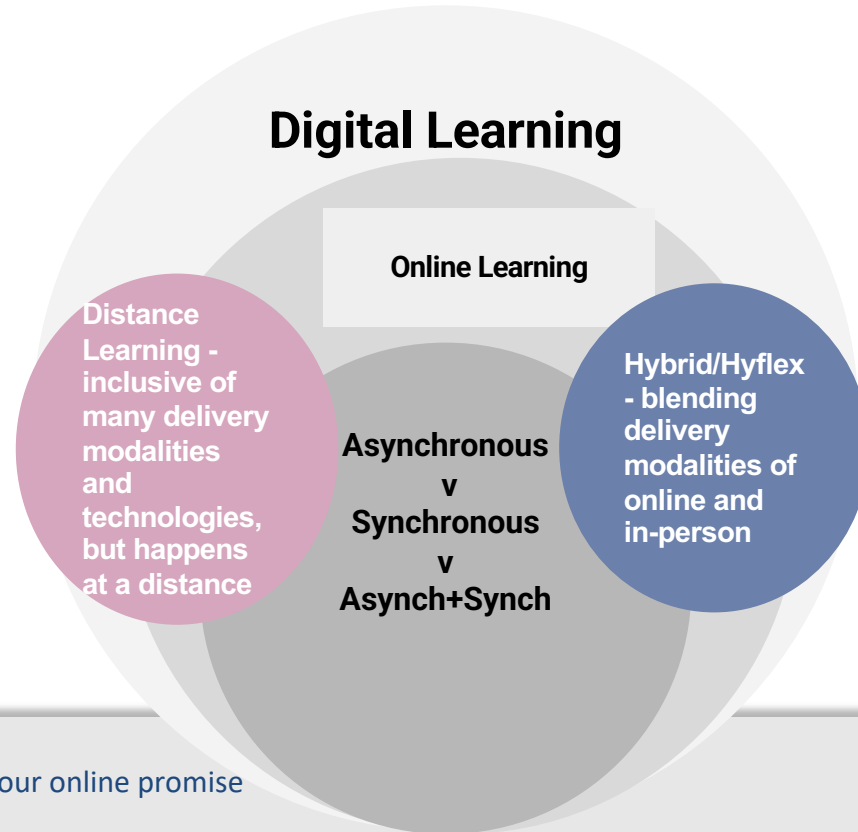 Digital Learning
Online Learning
Distance
Learning -
inclusive of
many delivery
modalities
and
technologies,
but happens
at a distance
Asynchronous
v
Synchronous
v
Asynch+Synch
Hybrid/Hyflex
- blending
delivery
modalities of
online and
in-person
our online promise